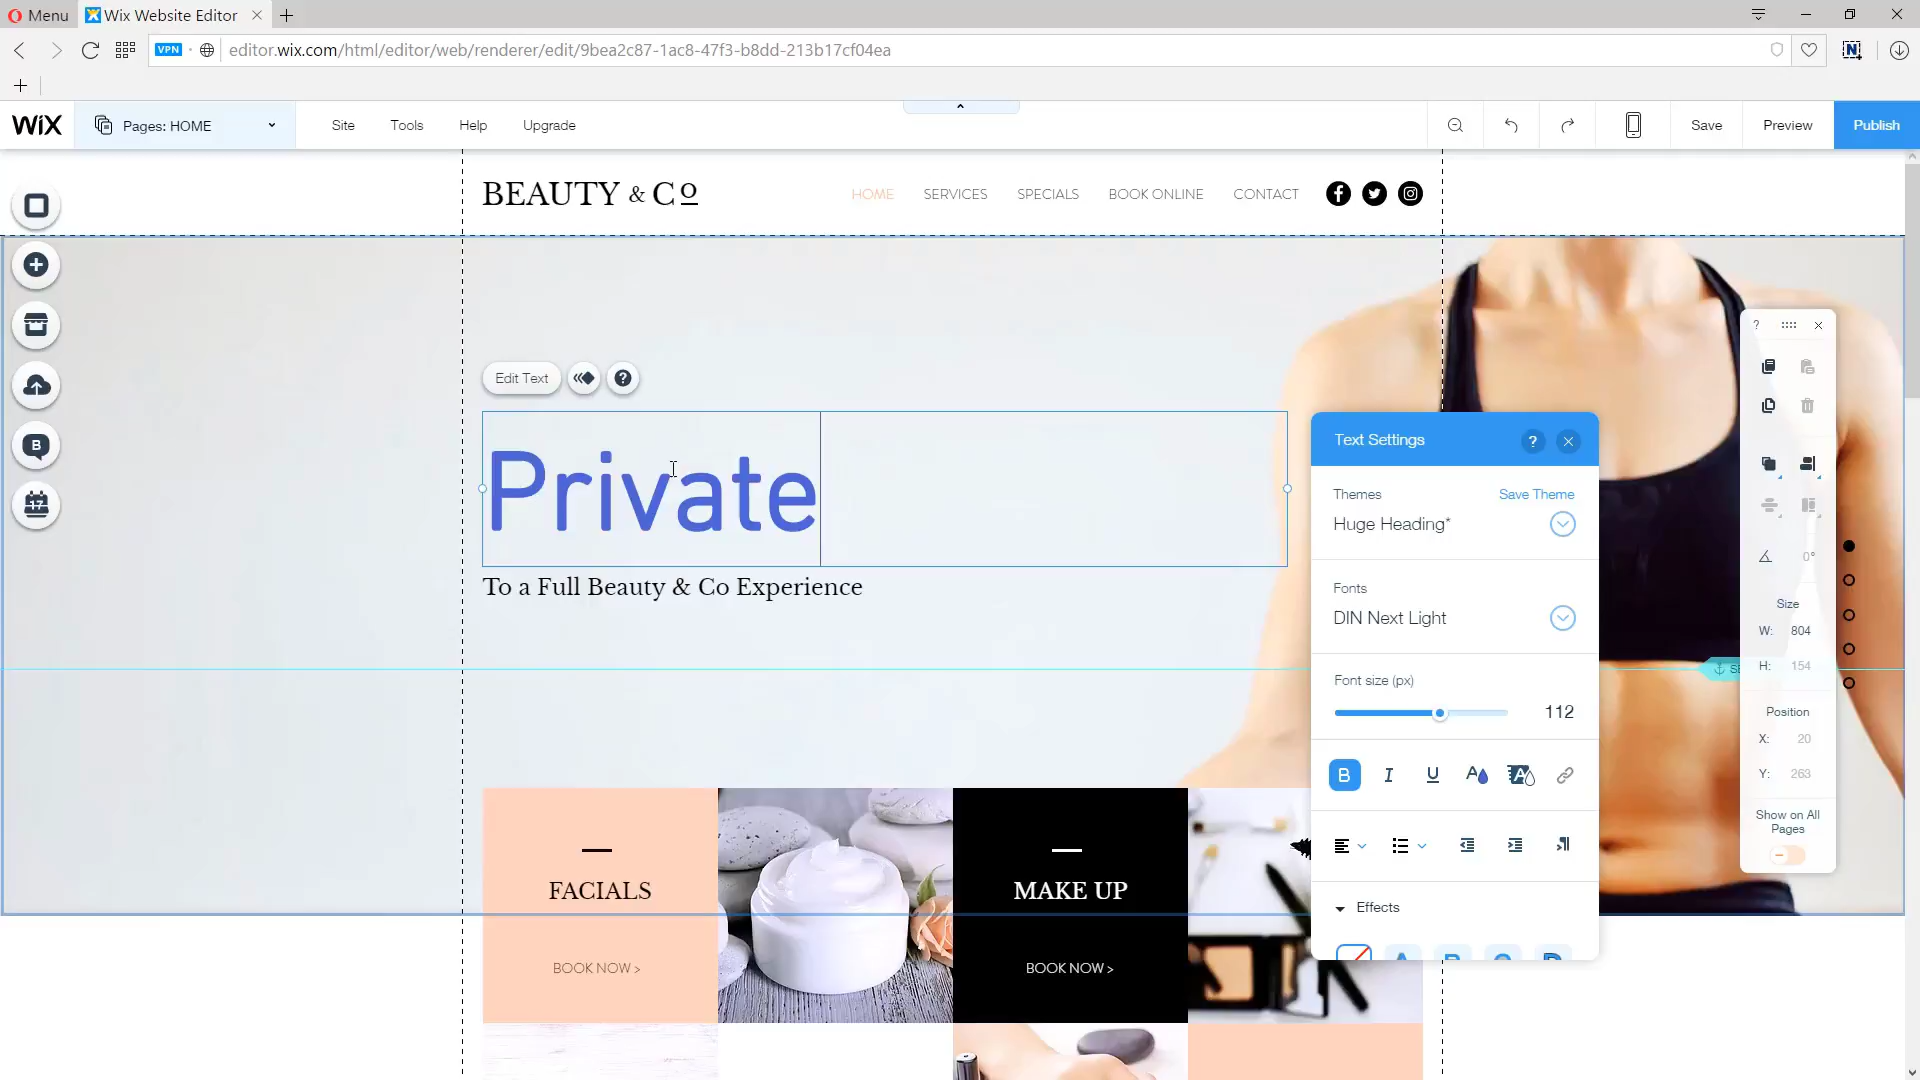 Menu
Wix Website Editor
VPN
editor.wix.com/html/editor/web/renderer/edit/9bea2c87-1ac8-47f3-b8dd-213b17cf04ea
N
WiX
Pages: HOME
Site
Tools
Help
Upgrade
Save
Preview
Publish
BEAUTY & Co
HOME
SERVICES
SPECIALS
BOOK ONLINE
CONTACT
B
17
Edit Text
?
Private
To a Full Beauty & Co Experience
Text Settings
?
Themes
Save Theme
Huge Heading*
Fonts
DIN Next Light
Font size (px)
112
B
I
U
A
A
Effects
?
0°
Size
W: 804
H: 154
Position
X: 20
Y: 263
Show on All
Pages
FACIALS
BOOK NOW >
MAKE UP
BOOK NOW >